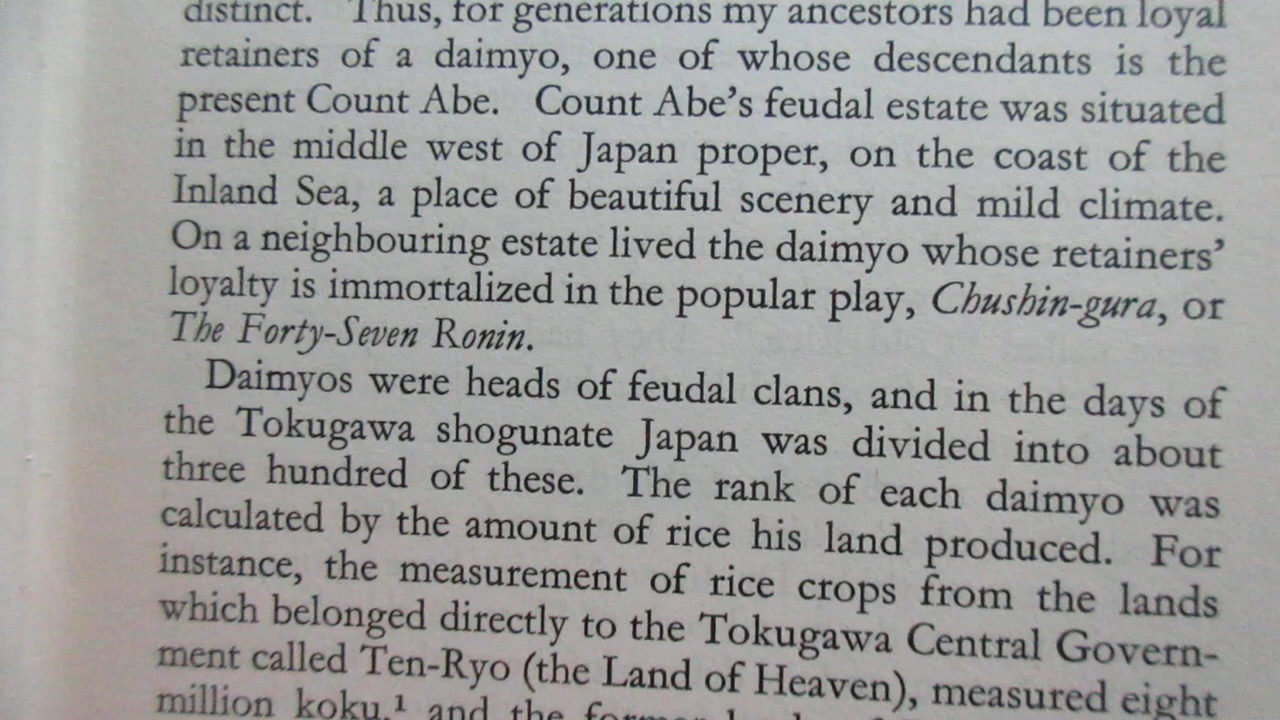 distinct. Thus, for generations my ancestors had been loyal
retainers of a daimyo, one of whose descendants is the
present Count Abe. Count Abe's feudal estate was situated
in the middle west of Japan proper, on the coast of the
Inland Sea, a place of beautiful scenery and mild climate.
On a neighbouring estate lived the daimyo whose retainers'
loyalty is immortalized in the popular play, Chushin-gura, or
The Forty-Seven Ronin.
Daimyos were heads of feudal clans, and in the days of
the Tokugawa shogunate Japan was divided into about
three hundred of these. The rank of each daimyo was
calculated by the amount of rice his land produced. For
instance, the measurement of rice crops from the lands
which belonged directly to the Tokugawa Central Govern-
ment called Ten-Ryo (the Land of Heaven), measured eight
million koku,¹ and the former